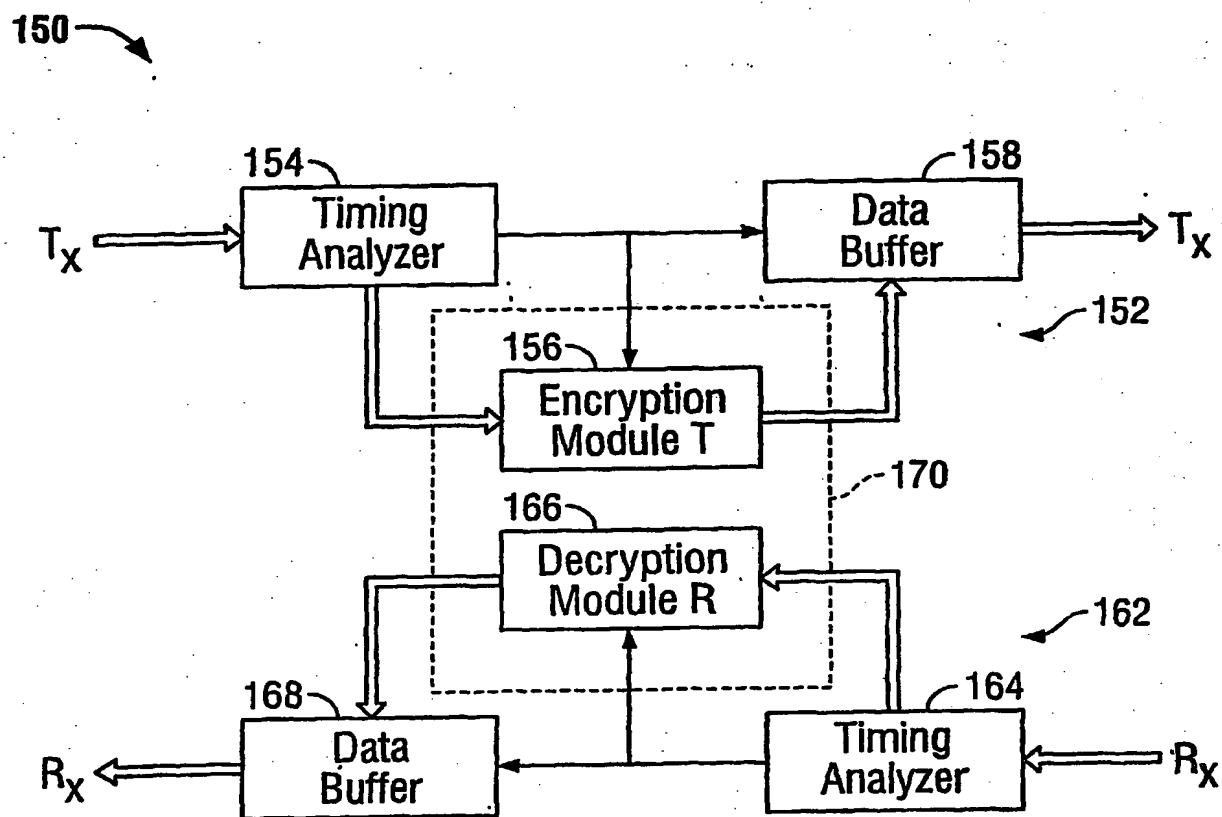 150
154
158
Timing
Analyzer
Data
Buffer
Tx
Tx
152
156
Encryption
Module T
170
166
Decryption
Module R
162
168
164
Data
Buffer
Timing
Analyzer
Rx
Rx